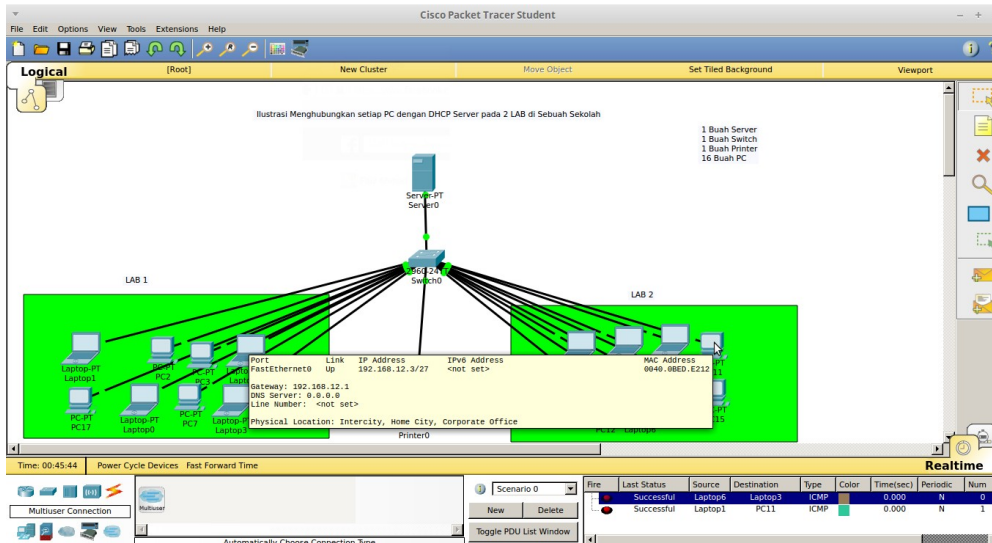 Cisco Packet Tracer Student
File Edit Options View Tools Extensions Help
Logical [Root] New Cluster Move Object Set Tiled Background Viewport
Ilustrasi Menghubungkan setiap PC dengan DHCP Server pada 2 LAB di Sebuah Sekolah
1 Buah Server
1 Buah Switch
1 Buah Printer
16 Buah PC
Server-PT
Server0
2960-24TT
Switch0
LAB 1
LAB 2
Laptop-PT
Laptop1
PC-PT
PC2
PC-PT
PC3
PC-PT
PC17
Laptop-PT
Laptop0
PC-PT
PC7
Laptop3
Port Link IP Address IPv6 Address MAC Address
FastEthernet0 Up 192.168.12.3/27 <not set> 0040.0BED.E212
Gateway: 192.168.12.1
DNS Server: 0.0.0.0
Line Number: <not set>
Physical Location: Intercity, Home City, Corporate Office
Printer0
PC12 Laptop6
Time: 00:45:44 Power Cycle Devices Fast Forward Time Realtime
Multiuser Connection
Multiuser
Automatically Choose Connection Type
Scenario 0
New Delete
Toggle PDU List Window
Fire Last Status Source Destination Type Color Time(sec) Periodic Num
Successful Laptop6 Laptop3 ICMP 0.000 N 0
Successful Laptop1 PC11 ICMP 0.000 N 1